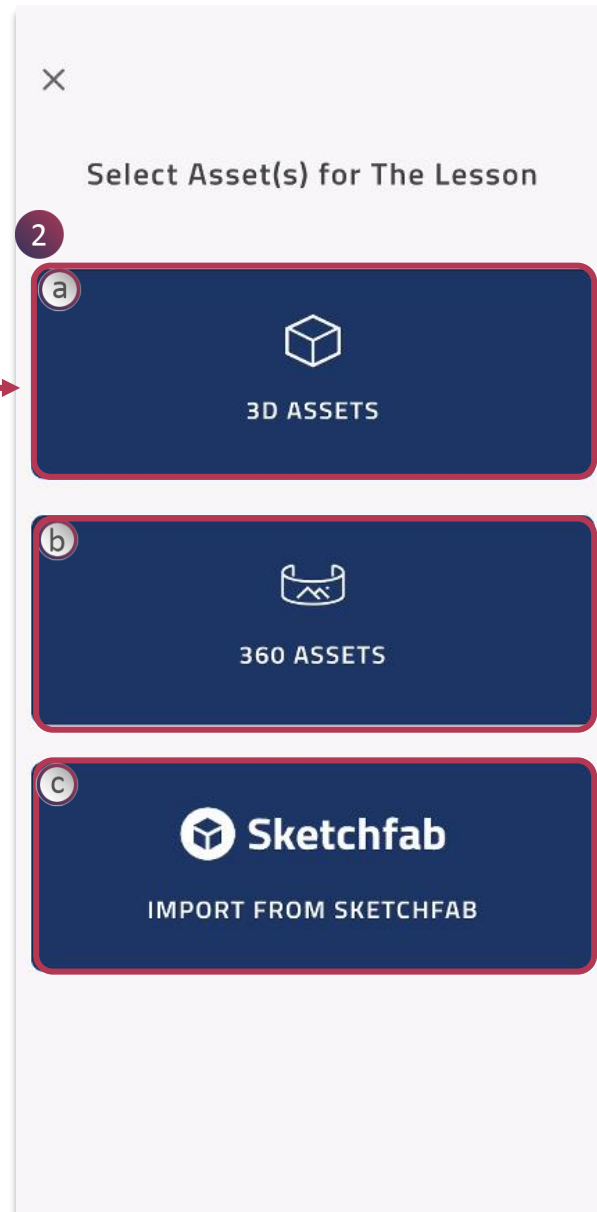 Select Asset(s) for The Lesson
2
a
3D ASSETS
b
360 ASSETS
c
Sketchfab
IMPORT FROM SKETCHFAB